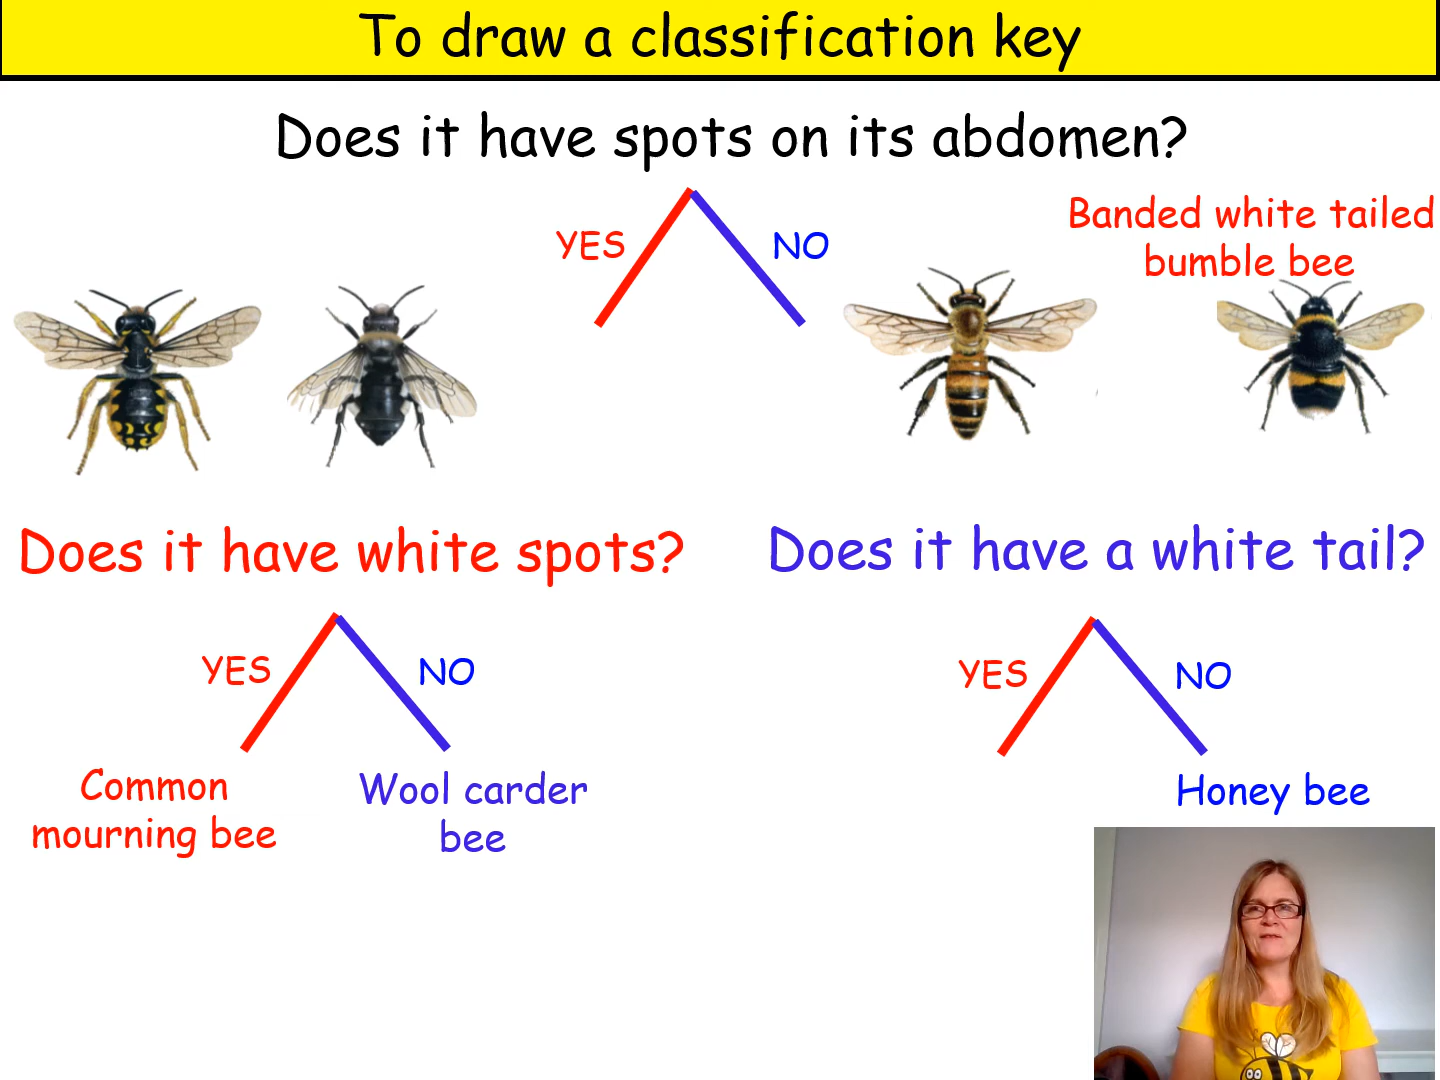 To draw a classification key
Does it have spots on its abdomen?
YES
NO
Banded white tailed
bumble bee
Does it have white spots?
YES
NO
Common
mourning bee
Wool carder
bee
Does it have a white tail?
YES
NO
Honey bee